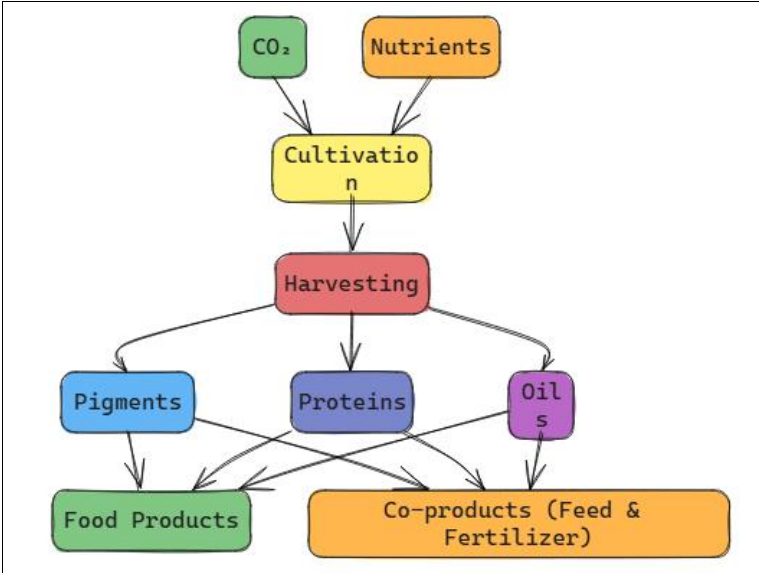 CO₂
Nutrients
Cultivatio
n
Harvesting
Pigments
Proteins
Oil
s
Food Products
Co-products (Feed &
Fertilizer)